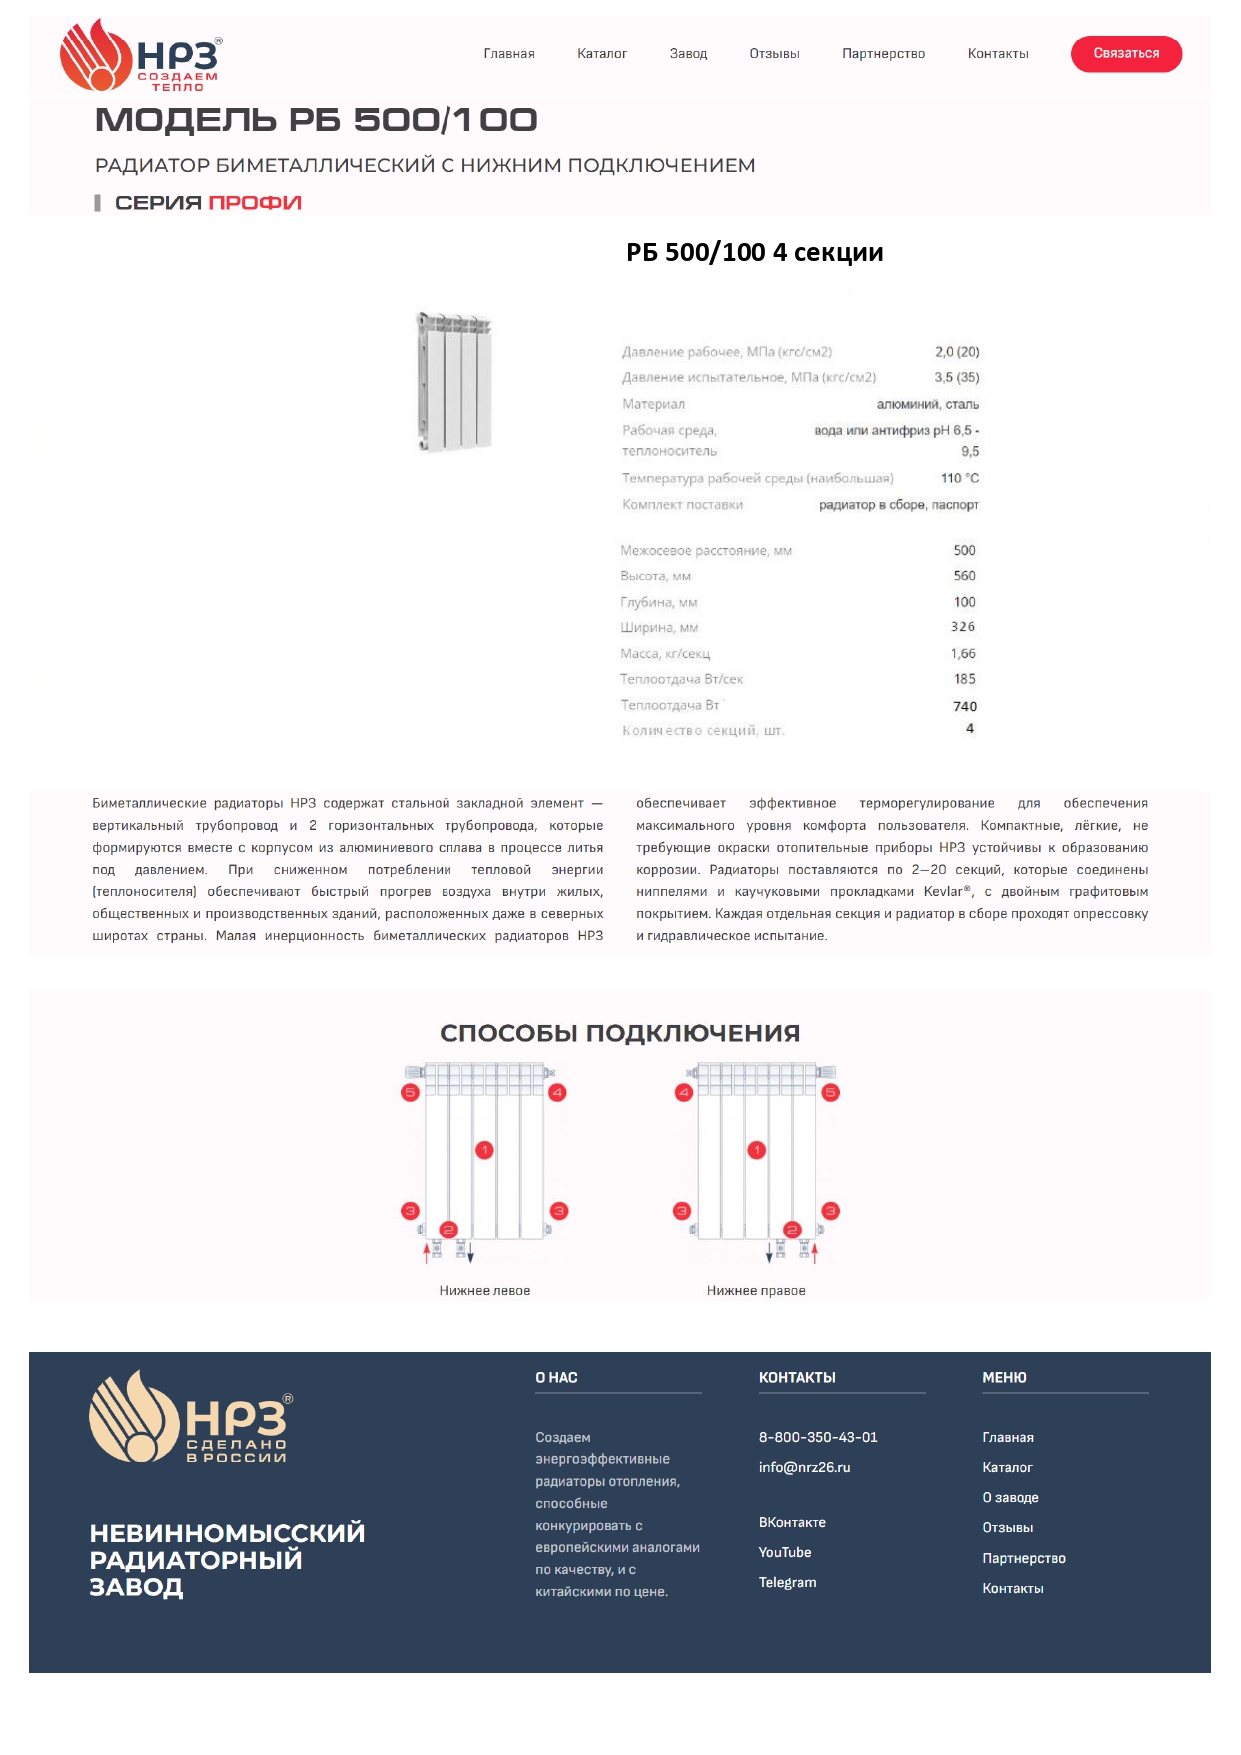 НРЗ®
СОЗДАЕМ
ТЕПЛО
Главная Каталог Завод Отзывы Партнерство Контакты Связаться
МОДЕЛЬ РБ 500/100
РАДИАТОР БИМЕТАЛЛИЧЕСКИЙ С НИЖНИМ ПОДКЛЮЧЕНИЕМ
СЕРИЯ ПРОФИ
РБ 500/100 4 секции
Давление рабочее, МПа (кгс/см2) 2,0 (20)
Давление испытательное, МПа (кгс/см2) 3,5 (35)
Материал алюминий, сталь
Рабочая среда, вода или антифриз pH 6,5 -
теплоноситель 9,5
Температура рабочей среды (наибольшая) 110 °C
Комплект поставки радиатор в сборе, паспорт
Межосевое расстояние, мм 500
Высота, мм 560
Глубина, мм 100
Ширина, мм 326
Масса, кг/секц 1,66
Теплоотдача Вт/сек 185
Теплоотдача Вт 740
Количество секций, шт. 4
Биметаллические радиаторы НРЗ содержат стальной закладной элемент —
вертикальный трубопровод и 2 горизонтальных трубопровода, которые
формируются вместе с корпусом из алюминиевого сплава в процессе литья
под давлением. При сниженном потреблении тепловой энергии
(теплоносителя) обеспечивают быстрый прогрев воздуха внутри жилых,
общественных и производственных зданий, расположенных даже в северных
широтах страны. Малая инерционность биметаллических радиаторов НРЗ
обеспечивает эффективное терморегулирование для обеспечения
максимального уровня комфорта пользователя. Компактные, лёгкие, не
требующие окраски отопительные приборы НРЗ устойчивы к образованию
коррозии. Радиаторы поставляются по 2–20 секций, которые соединены
ниппелями и каучуковыми прокладками Kevlar®, с двойным графитовым
покрытием. Каждая отдельная секция и радиатор в сборе проходят опрессовку
и гидравлическое испытание.
СПОСОБЫ ПОДКЛЮЧЕНИЯ
5 4 4 5
1 1
3 3 3 3
2 2
Нижнее левое Нижнее правое
НРЗ®
СДЕЛАНО
В РОССИИ
НЕВИННОМЫССКИЙ
РАДИАТОРНЫЙ
ЗАВОД
О НАС
Создаем
энергоэффективные
радиаторы отопления,
способные
конкурировать с
европейскими аналогами
по качеству, и с
китайскими по цене.
КОНТАКТЫ
8-800-350-43-01
info@nrz26.ru
ВКонтакте
YouTube
Telegram
МЕНЮ
Главная
Каталог
О заводе
Отзывы
Партнерство
Контакты